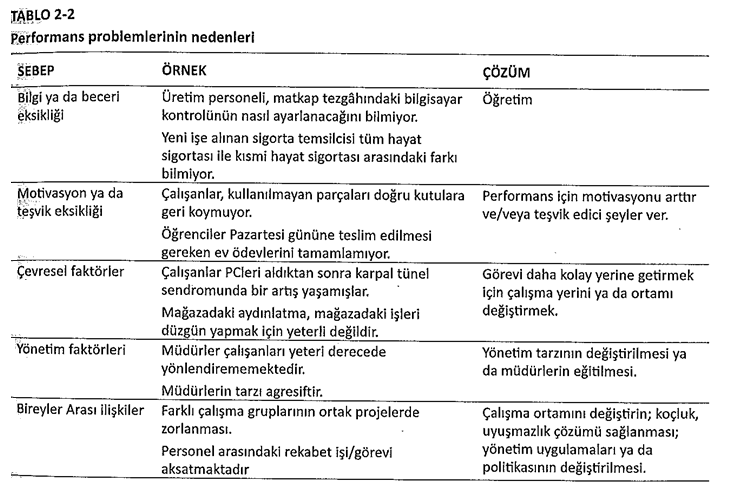 TABLO 2-2
Performans problemlerinin nedenleri
SEBEP ÖRNEK ÇÖZÜM
Bilgi ya da beceri eksikliği
Üretim personeli, matkap tezgâhındaki bilgisayar
kontrolünün nasıl ayarlanacağını bilmiyor.
Yeni işe alınan sigorta temsilcisi tüm hayat
sigortası ile kısmi hayat sigortası arasındaki farkı
bilmiyor.
Öğretim
Motivasyon ya da
teşvik eksikliği
Çalışanlar, kullanılmayan parçaları doğru kutulara
geri koymuyor.
Öğrenciler Pazartesi gününe teslim edilmesi
gereken ev ödevlerini tamamlamıyor.
Performans için motivasyonu arttır
ve/veya teşvik edici şeyler ver.
Çevresel faktörler
Çalışanlar PCleri aldıktan sonra karpal tünel
sendromunda bir artış yaşamışlar.
Mağazadaki aydınlatma, mağazadaki işleri
düzgün yapmak için yeterli değildir.
Görevi daha kolay yerine getirmek
için çalışma yerini ya da ortamı
değiştirmek.
Yönetim faktörleri
Müdürler çalışanları yeteri derecede
yönlendirememektedir.
Müdürlerin tarzı agresiftir.
Yönetim tarzının değiştirilmesi ya
da müdürlerin eğitilmesi.
Bireyler Arası ilişkiler
Farklı çalışma gruplarının ortak projelerde
zorlanması.
Personel arasındaki rekabet işi/görevi
aksatmaktadır
Çalışma ortamını değiştirin; koçluk,
uyuşmazlık çözümü sağlanması;
yönetim uygulamaları ya da
politikasının değiştirilmesi.